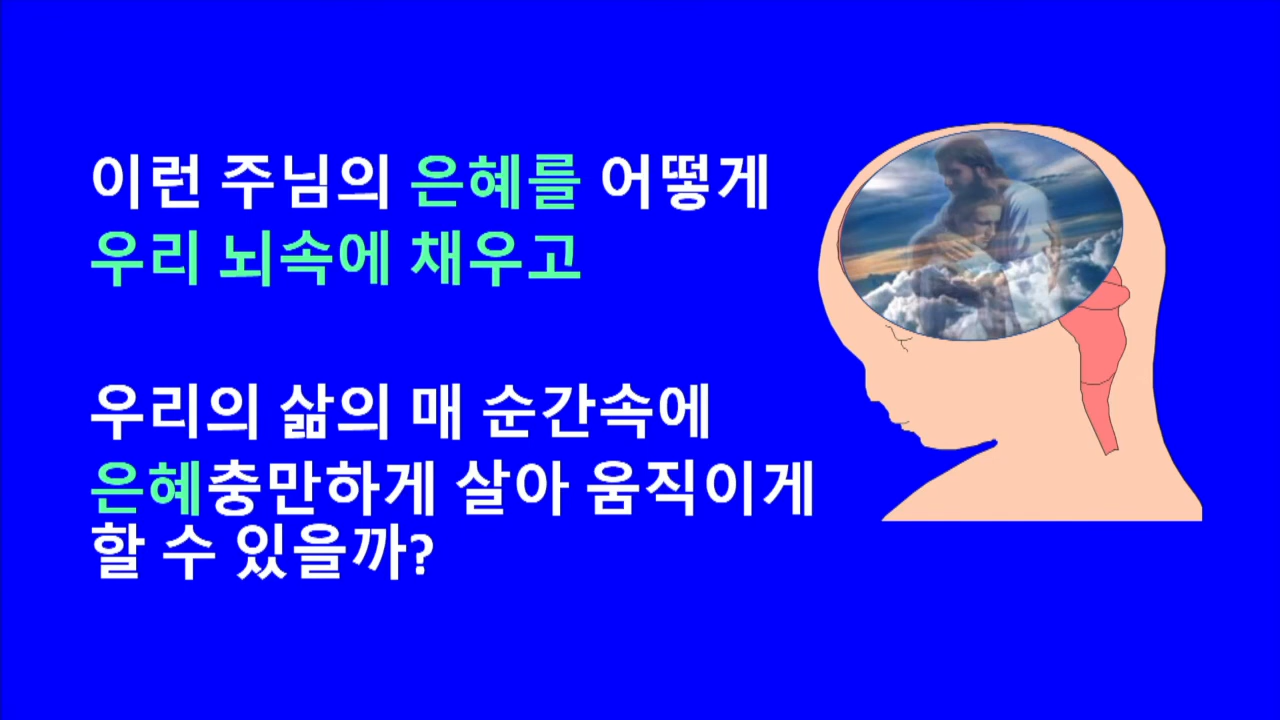 이런 주님의 은혜를 어떻게
우리 뇌속에 채우고
우리의 삶의 매 순간속에
은혜충만하게 살아 움직이게
할 수 있을까?